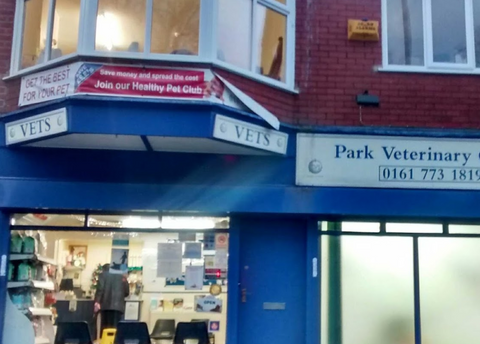 GET THE BEST
FOR YOUR PET
Save money and spread the cost
Join our Healthy Pet Club
VETS
VETS
Park Veterinary
0161 773 1819
OPEN